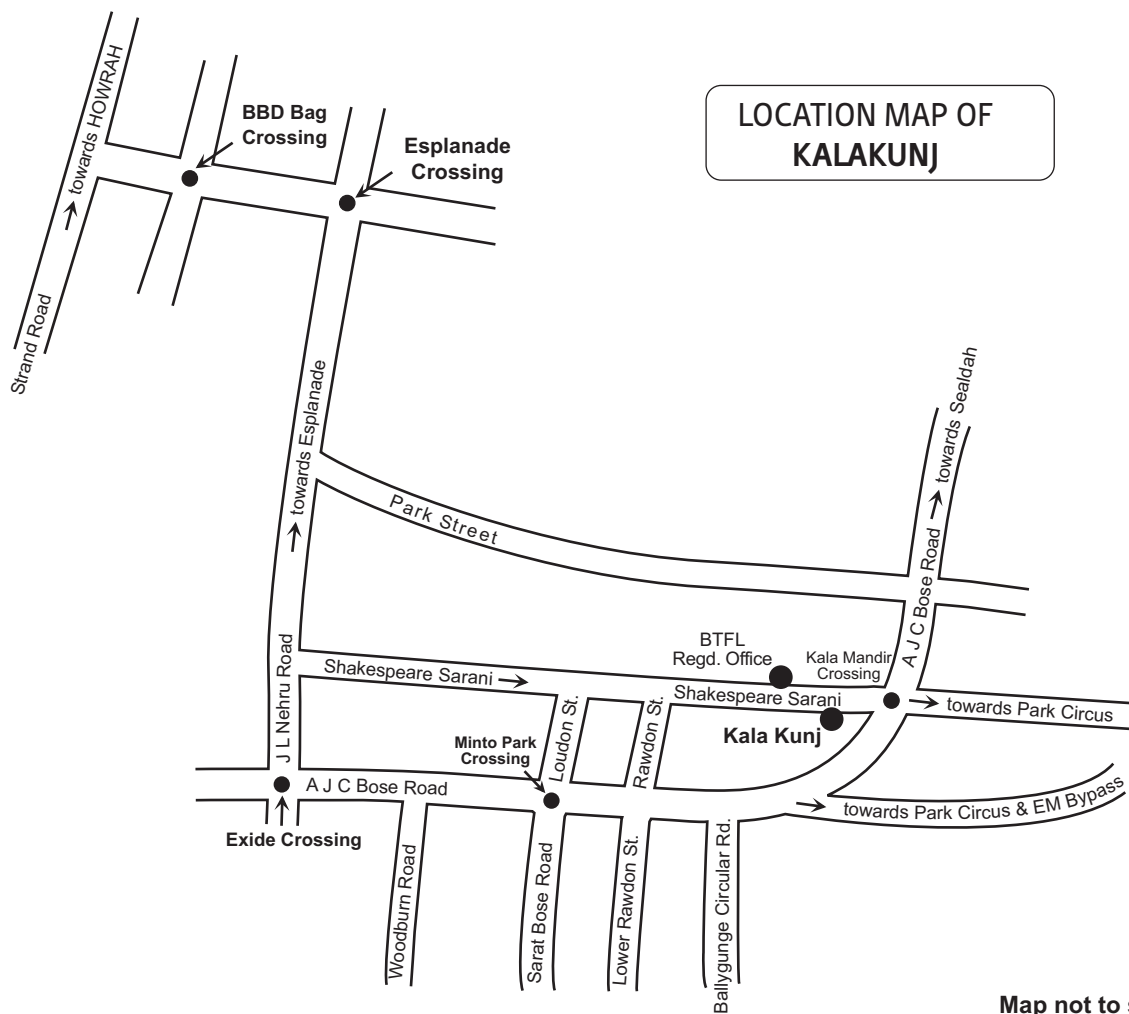 LOCATION MAP OF
KALAKUNJ
BBD Bag
Crossing
Esplanade
Crossing
towards HOWRAH
Strand Road
towards Esplanade
Park Street
towards Sealdah
A J C Bose Road
BTFL
Regd. Office
Kala Mandir
Crossing
J L Nehru Road
Shakespeare Sarani
Shakespeare Sarani
towards Park Circus
Kala Kunj
Loudon St.
Rawdon St.
Minto Park
Crossing
A J C Bose Road
towards Park Circus & EM Bypass
Exide Crossing
Woodburn Road
Sarat Bose Road
Lower Rawdon St.
Ballygunge Circular Rd.
Map not to s